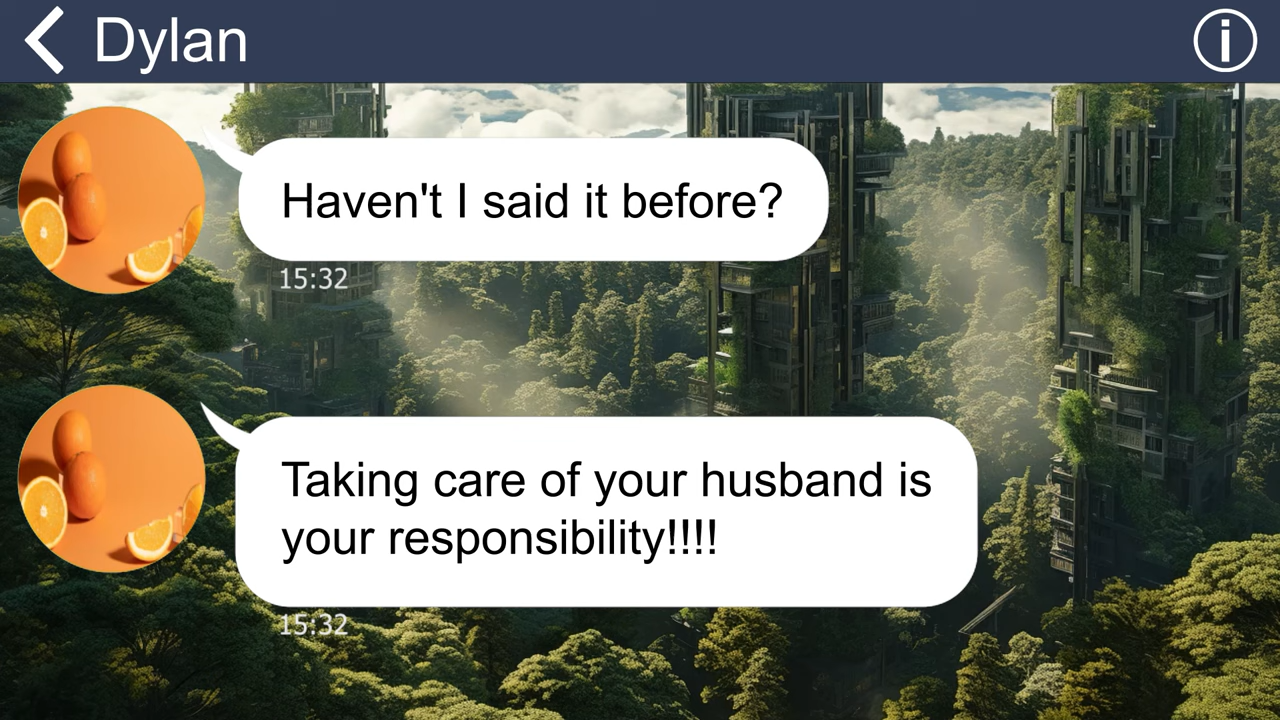 Dylan
Haven't I said it before?
15:32
Taking care of your husband is
your responsibility!!!!
15:32